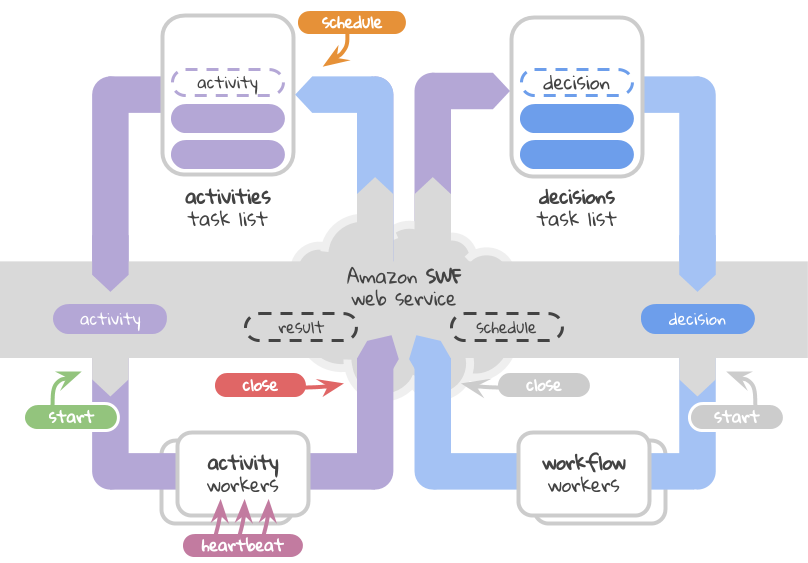 schedule
activity
decision
activities
task list
decisions
task list
Amazon SWF
web service
activity
decision
result
schedule
close
close
start
start
activity
workers
workflow
workers
heartbeat